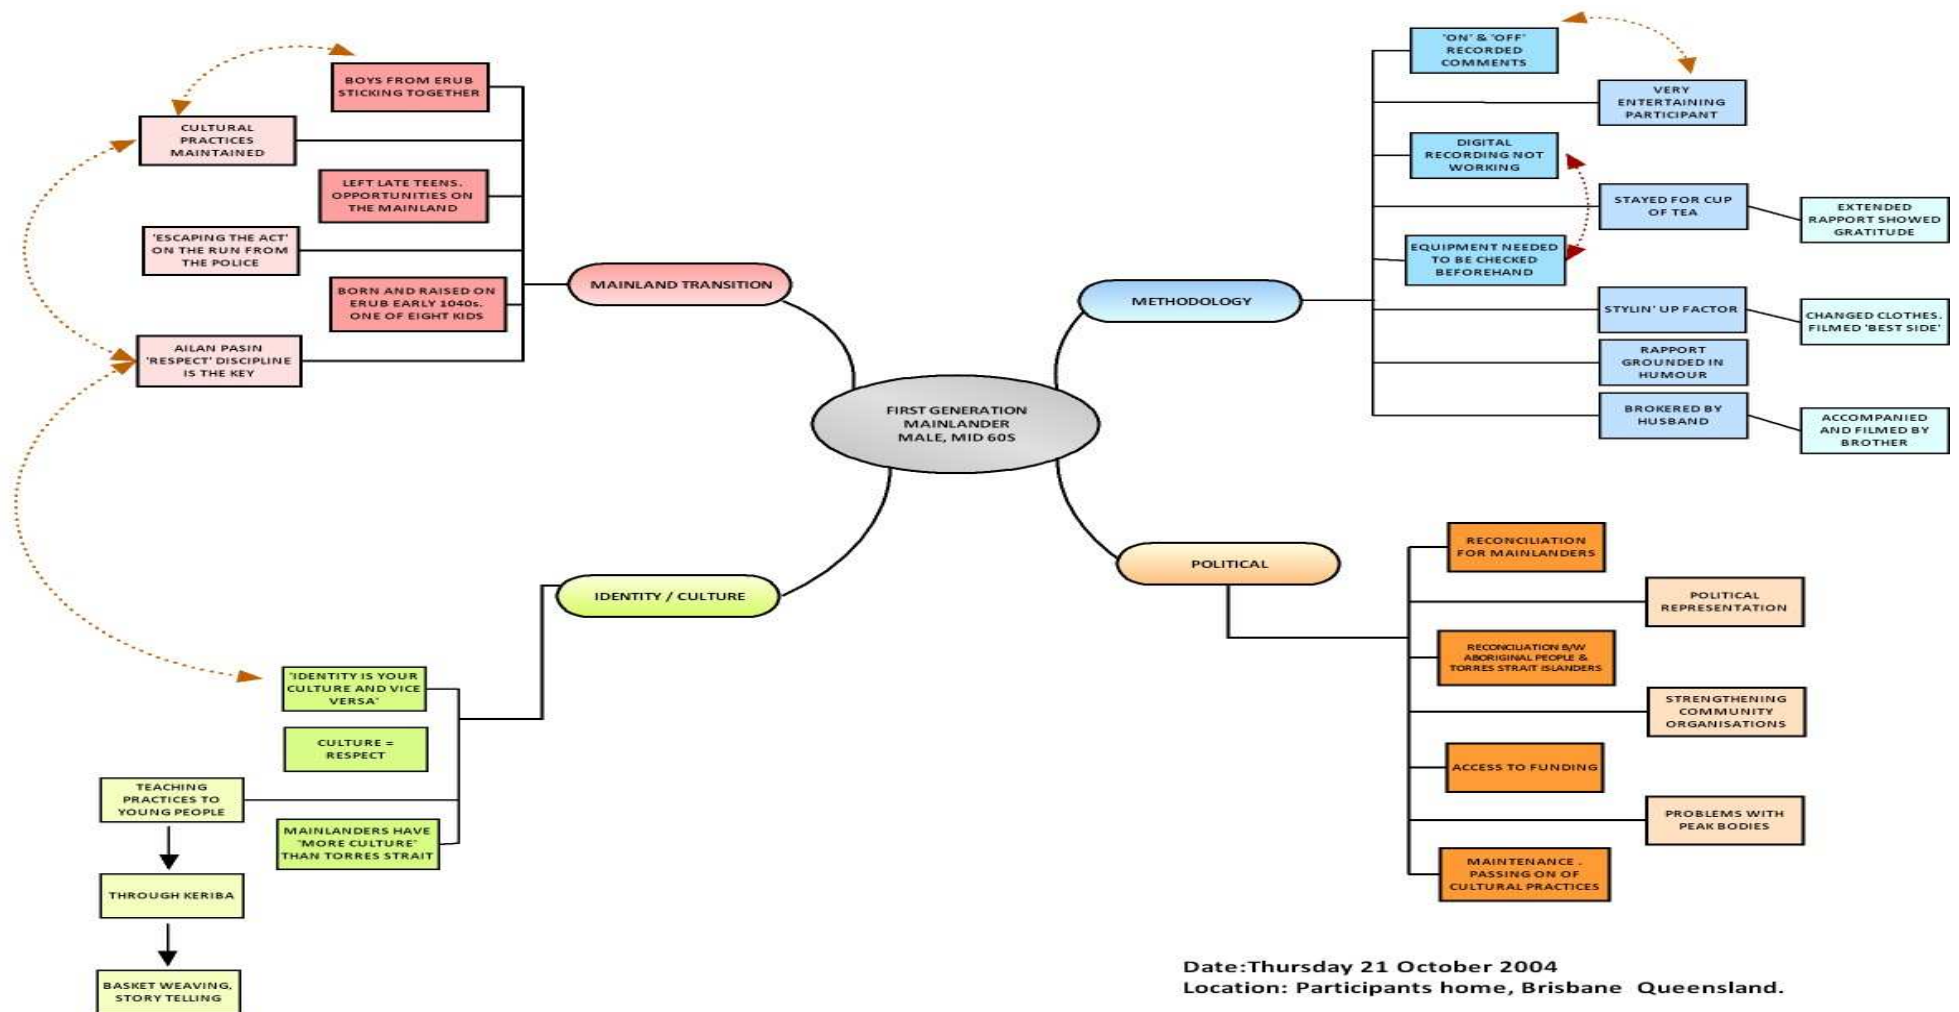 BOYS FROM ERUB
STICKING TOGETHER
CULTURAL
PRACTICES
MAINTAINED
LEFT LATE TEENS.
OPPORTUNITIES ON
THE MAINLAND
'ESCAPING THE ACT'
ON THE RUN FROM
THE POLICE
BORN AND RAISED ON
ERUB EARLY 1040s.
ONE OF EIGHT KIDS
AILAN PASIN
'RESPECT' DISCIPLINE
IS THE KEY
MAINLAND TRANSITION
'ON' & 'OFF'
RECORDED
COMMENTS
VERY
ENTERTAINING
PARTICIPANT
DIGITAL
RECORDING NOT
WORKING
STAYED FOR CUP
OF TEA
EXTENDED
RAPPORT SHOWED
GRATITUDE
EQUIPMENT NEEDED
TO BE CHECKED
BEFOREHAND
METHODOLOGY
STYLIN' UP FACTOR
CHANGED CLOTHES.
FILMED 'BEST SIDE'
RAPPORT
GROUNDED IN
HUMOUR
BROKERED BY
HUSBAND
ACCOMPANIED
AND FILMED BY
BROTHER
FIRST GENERATION
MAINLANDER
MALE, MID 60S
IDENTITY / CULTURE
'IDENTITY IS YOUR
CULTURE AND VICE
VERSA'
CULTURE =
RESPECT
TEACHING
PRACTICES TO
YOUNG PEOPLE
MAINLANDERS HAVE
'MORE CULTURE'
THAN TORRES STRAIT
THROUGH KERIBA
BASKET WEAVING.
STORY TELLING
POLITICAL
RECONCILIATION
FOR MAINLANDERS
POLITICAL
REPRESENTATION
RECONCILIATION B/W
ABORIGINAL PEOPLE &
TORRES STRAIT ISLANDERS
STRENGTHENING
COMMUNITY
ORGANISATIONS
ACCESS TO FUNDING
PROBLEMS WITH
PEAK BODIES
MAINTENANCE .
PASSING ON OF
CULTURAL PRACTICES
Date:Thursday 21 October 2004
Location: Participants home, Brisbane Queensland.